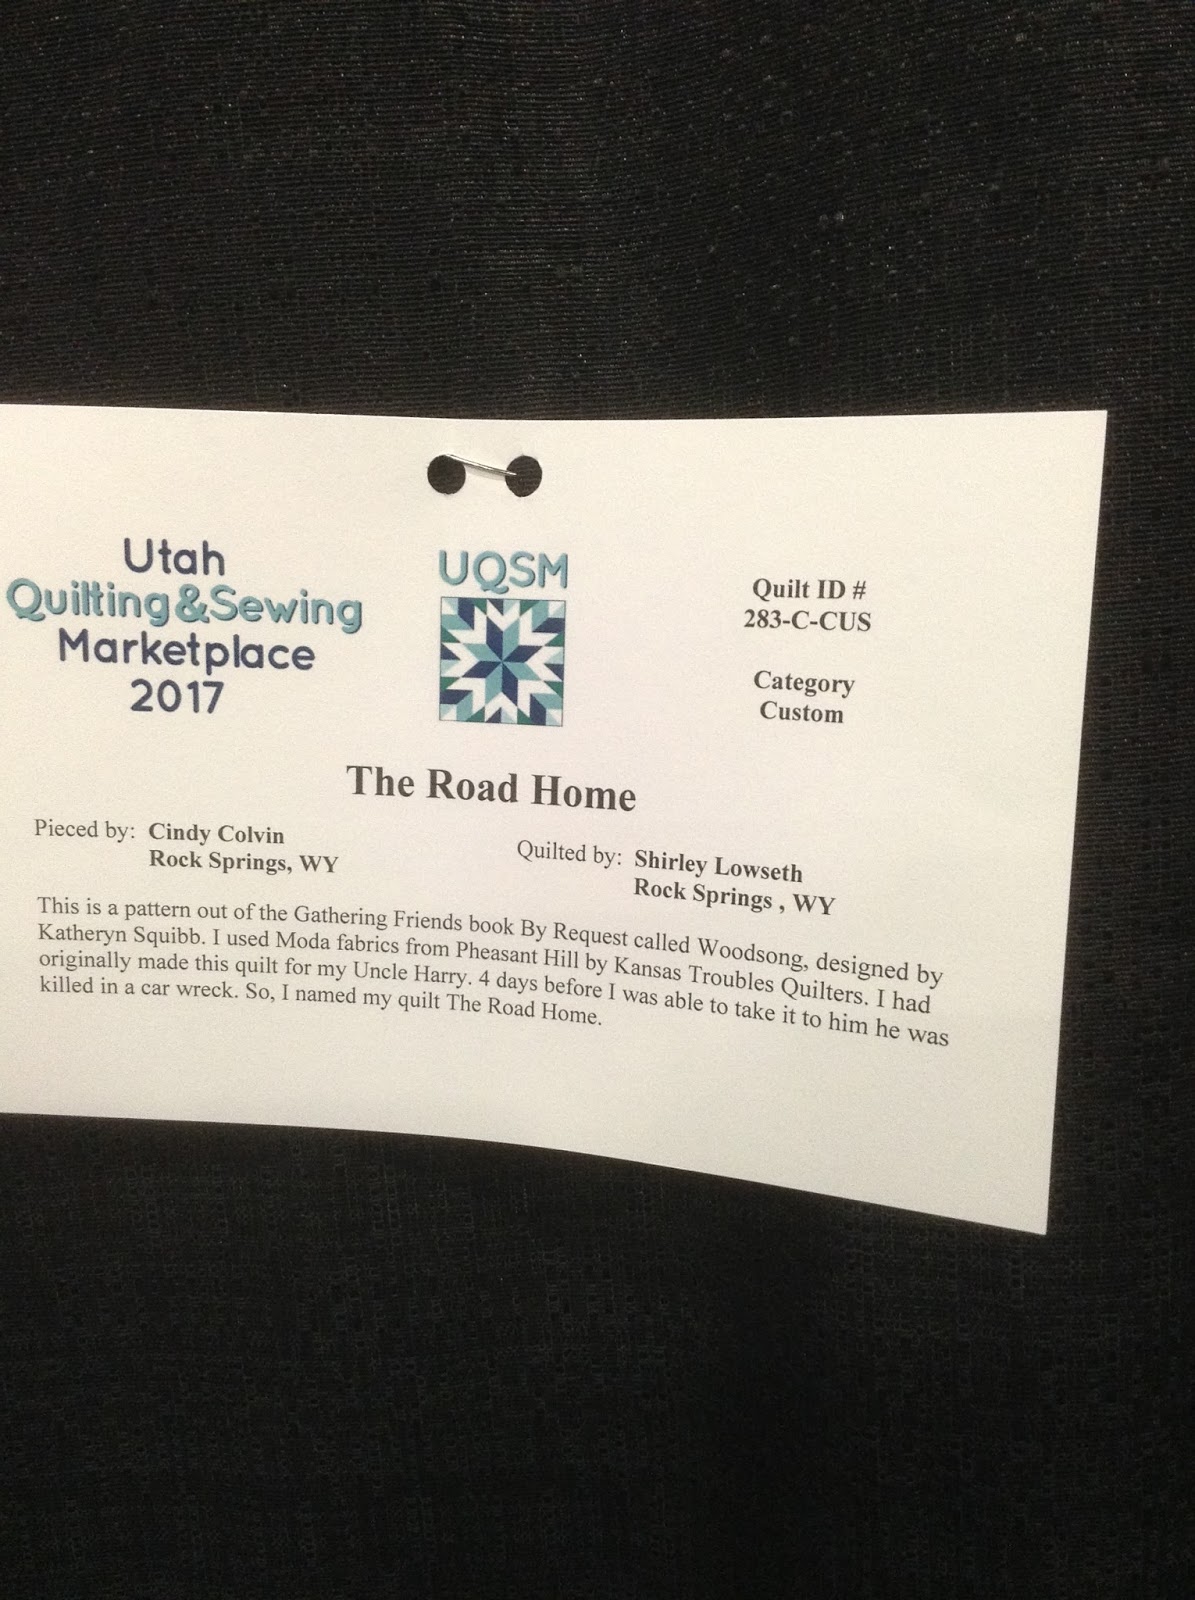 Utah
Quilting & Sewing
Marketplace
2017
UQSM
Quilt ID #
283-C-CUS
Category
Custom
The Road Home
Pieced by: Cindy Colvin
Rock Springs, WY
Quilted by: Shirley Lowseth
Rock Springs , WY
This is a pattern out of the Gathering Friends book By Request called Woodsong, designed by
Katheryn Squibb. I used Moda fabrics from Pheasant Hill by Kansas Troubles Quilters. I had
originally made this quilt for my Uncle Harry. 4 days before I was able to take it to him he was
killed in a car wreck. So, I named my quilt The Road Home.